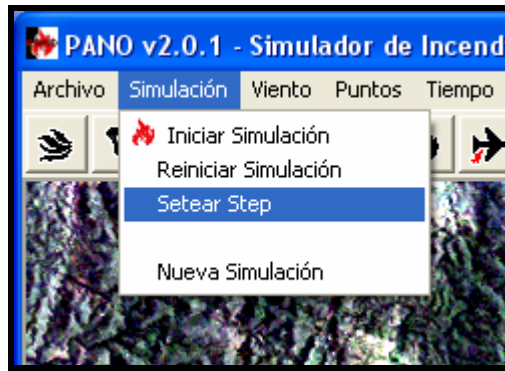 PANO v2.0.1 - Simulador de Incend
Archivo Simulación Viento Puntos Tiempo
Iniciar Simulación
Reiniciar Simulación
Setear Step
Nueva Simulación